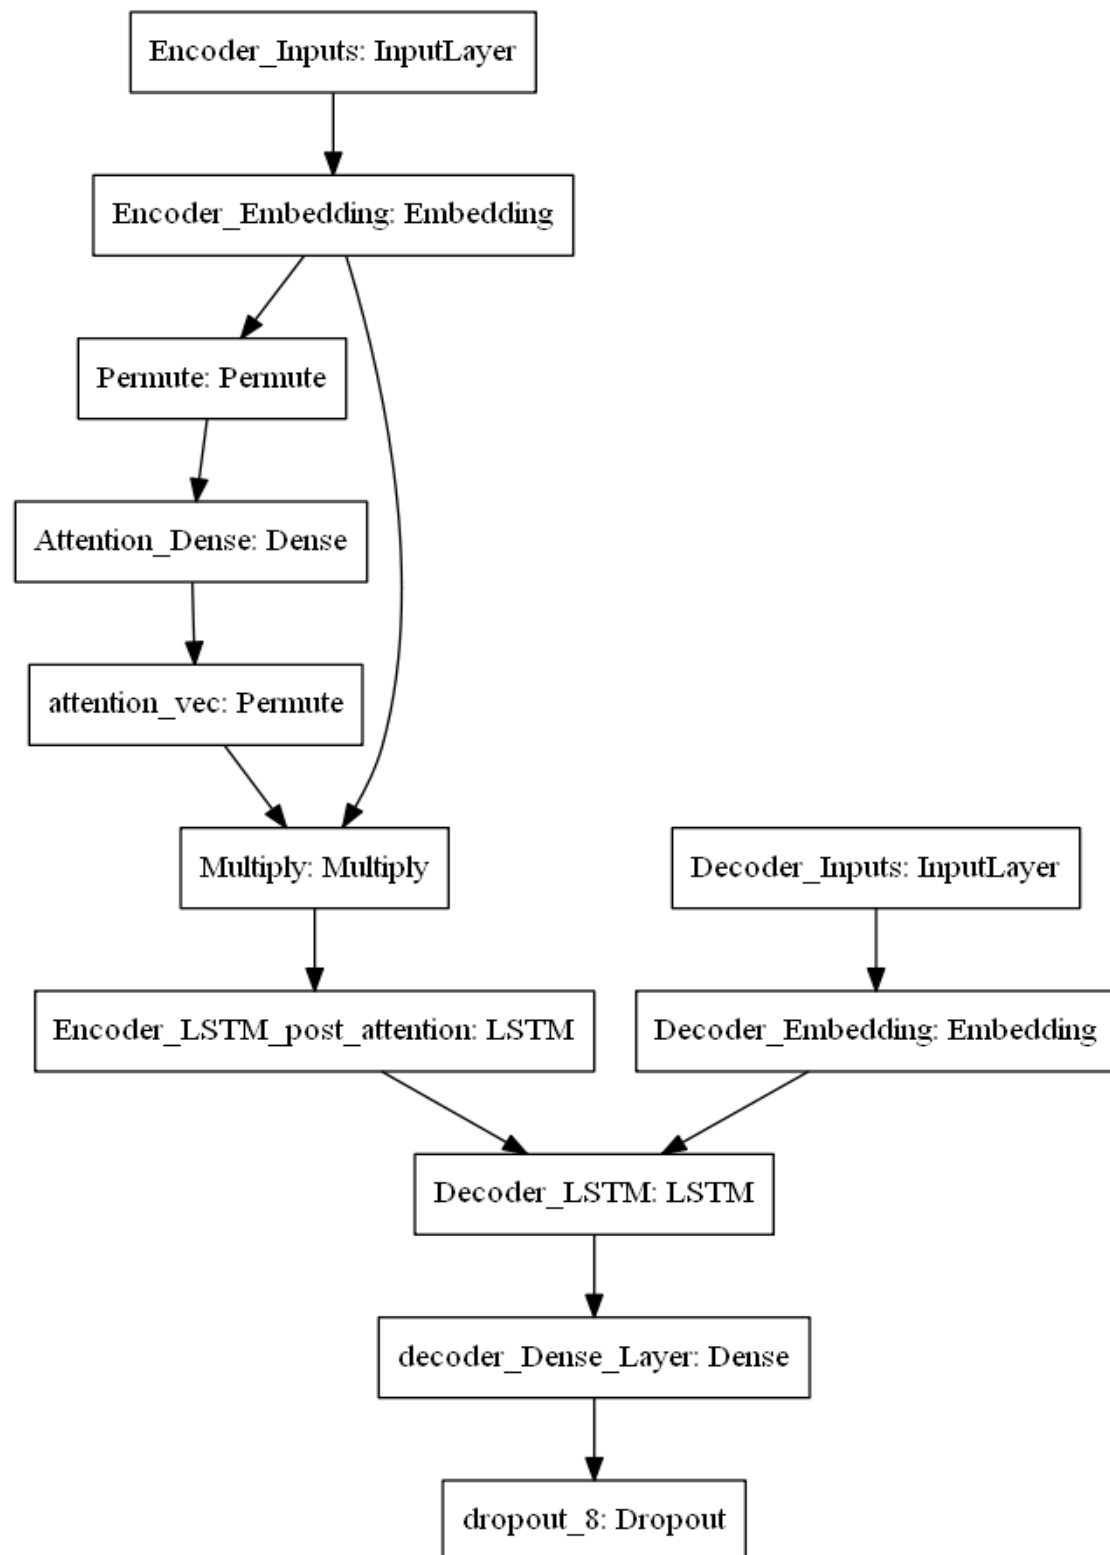 Encoder_Inputs: InputLayer
Encoder_Embedding: Embedding
Permute: Permute
Attention_Dense: Dense
attention_vec: Permute
Multiply: Multiply
Decoder_Inputs: InputLayer
Encoder_LSTM_post_attention: LSTM
Decoder_Embedding: Embedding
Decoder_LSTM: LSTM
decoder_Dense_Layer: Dense
dropout_8: Dropout